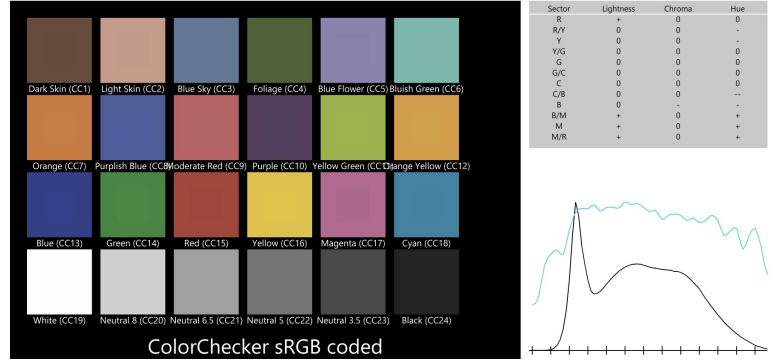 Dark Skin (CC1) Light Skin (CC2) Blue Sky (CC3) Foliage (CC4) Blue Flower (CC5) Bluish Green (CC6)
Orange (CC7) Purplish Blue (CC8) Moderate Red (CC9) Purple (CC10) Yellow Green (CC11) Orange Yellow (CC12)
Blue (CC13) Green (CC14) Red (CC15) Yellow (CC16) Magenta (CC17) Cyan (CC18)
White (CC19) Neutral 8 (CC20) Neutral 6.5 (CC21) Neutral 5 (CC22) Neutral 3.5 (CC23) Black (CC24)
ColorChecker sRGB coded
Sector Lightness Chroma Hue
R + 0 0
R/Y 0 0 -
Y 0 0 -
Y/G 0 0 0
G 0 0 0
G/C 0 0 0
C 0 0 0
C/B 0 0 --
B 0 - -
B/M + 0 +
M + 0 +
M/R + 0 +